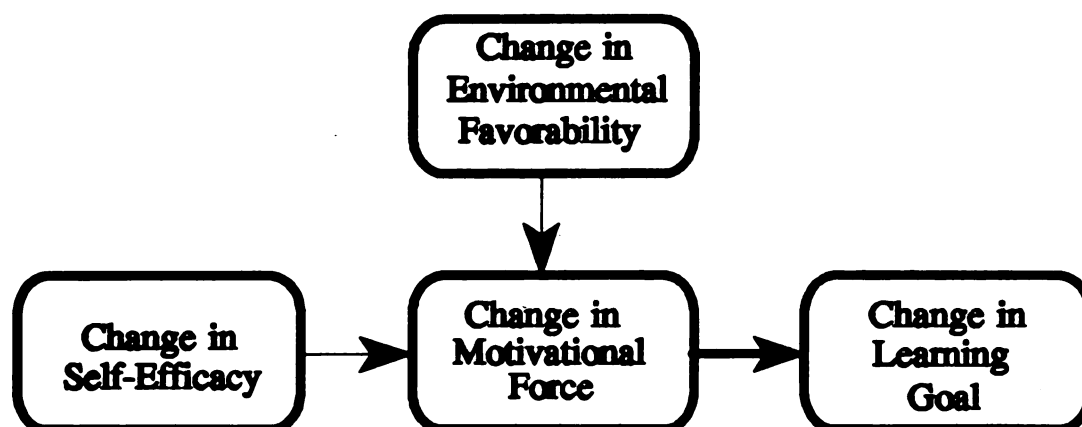 Change in
Environmental
Favorability
Change in
Self-Efficacy
Change in
Motivational
Force
Change in
Learning
Goal